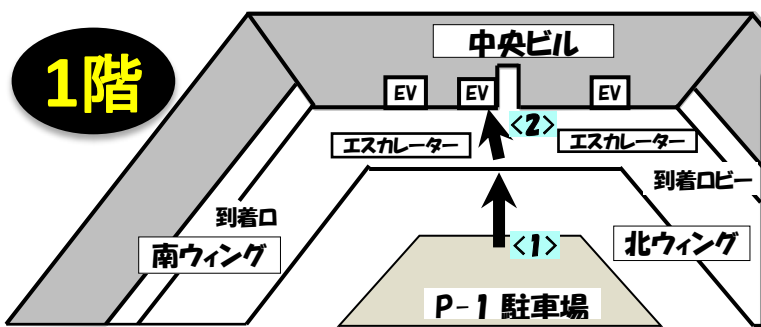 1階
中央ビル
EV
EV
EV
<2>
エスカレーター
エスカレーター
到着ロビー
到着口
南ウィング
<1>
北ウィング
P-1 駐車場